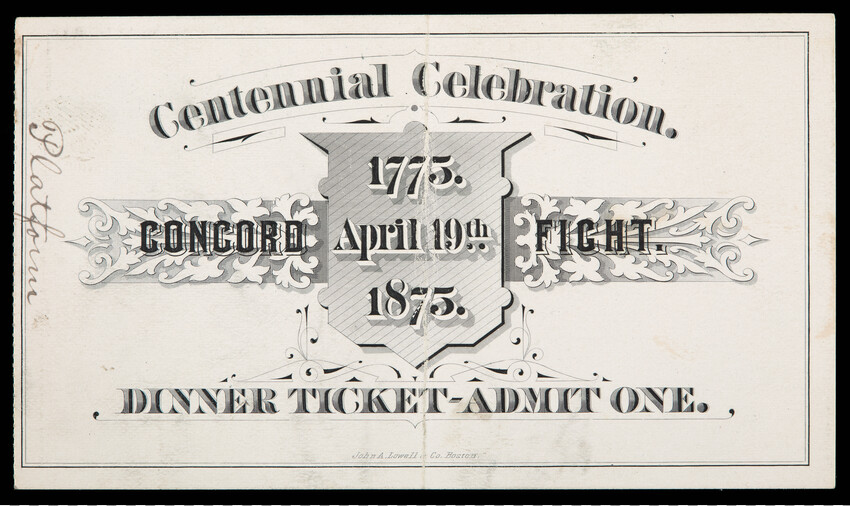 Centennial Celebration.
1775.
CONCORD April 19th. FIGHT.
1875.
DINNER TICKET-ADMIT ONE.
John A. Lowell & Co. Boston
Platform